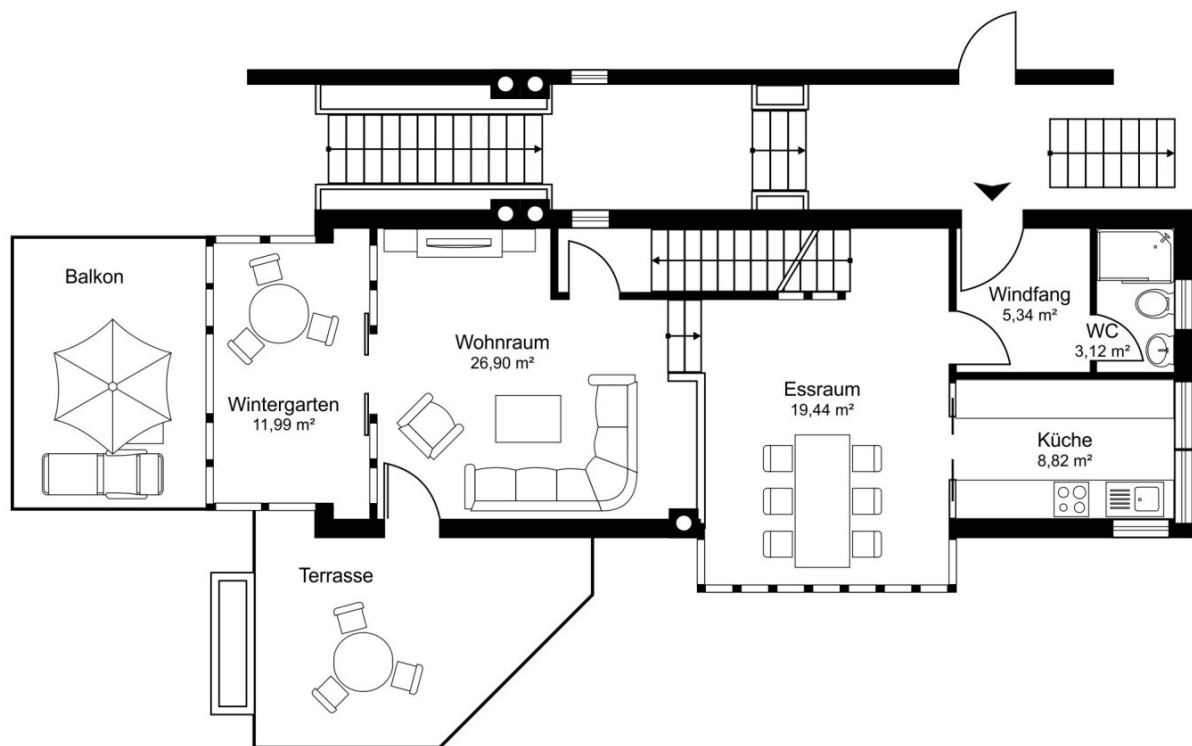 Balkon
Wintergarten
11,99 m²
Wohnraum
26,90 m²
Essraum
19,44 m²
Windfang
5,34 m²
WC
3,12 m²
Küche
8,82 m²
Terrasse